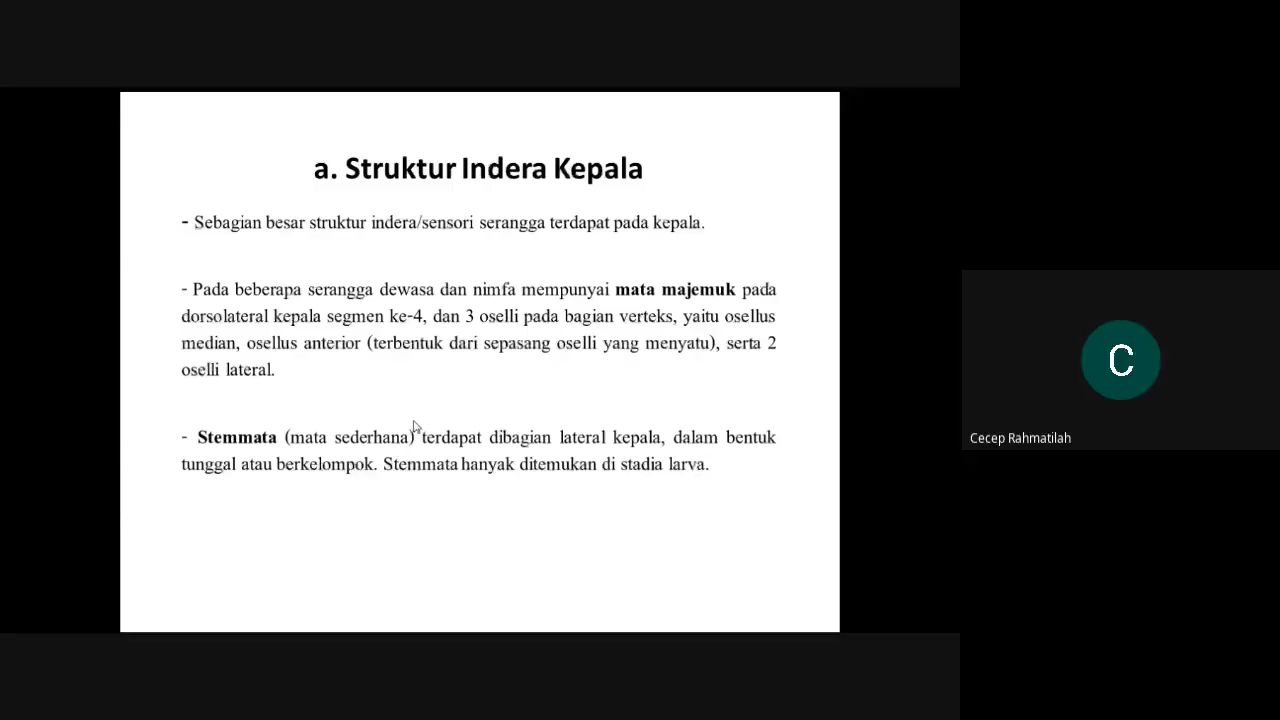 a. Struktur Indera Kepala
- Sebagian besar struktur indera/sensori serangga terdapat pada kepala.
- Pada beberapa serangga dewasa dan nimfa mempunyai mata majemuk pada
dorsolateral kepala segmen ke-4, dan 3 oselli pada bagian verteks, yaitu osellus
median, osellus anterior (terbentuk dari sepasang oselli yang menyatu), serta 2
oselli lateral.
- Stemmata (mata sederhana) terdapat dibagian lateral kepala, dalam bentuk
tunggal atau berkelompok. Stemmata hanyak ditemukan di stadia larva.
C
Cecep Rahmatilah